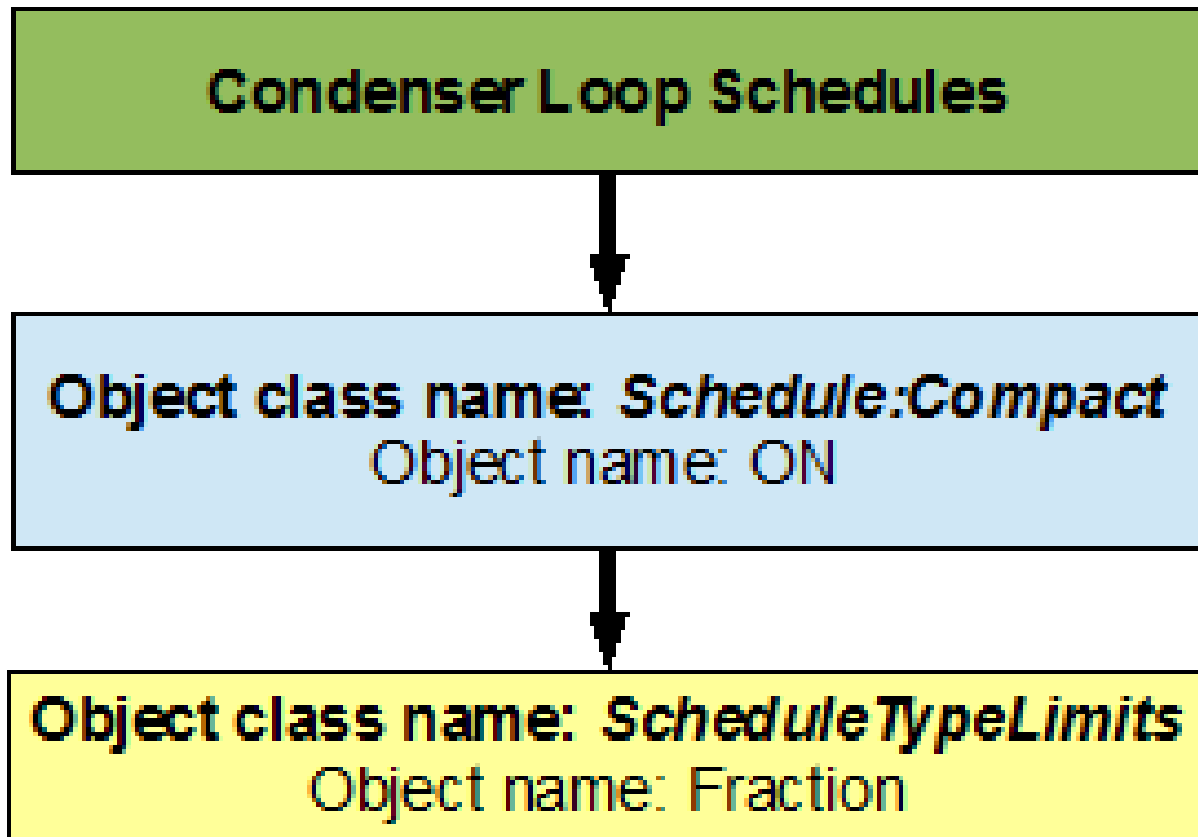 Condenser Loop Schedules
Object class name: Schedule:Compact
Object name: ON
Object class name: ScheduleTypeLimits
Object name: Fraction